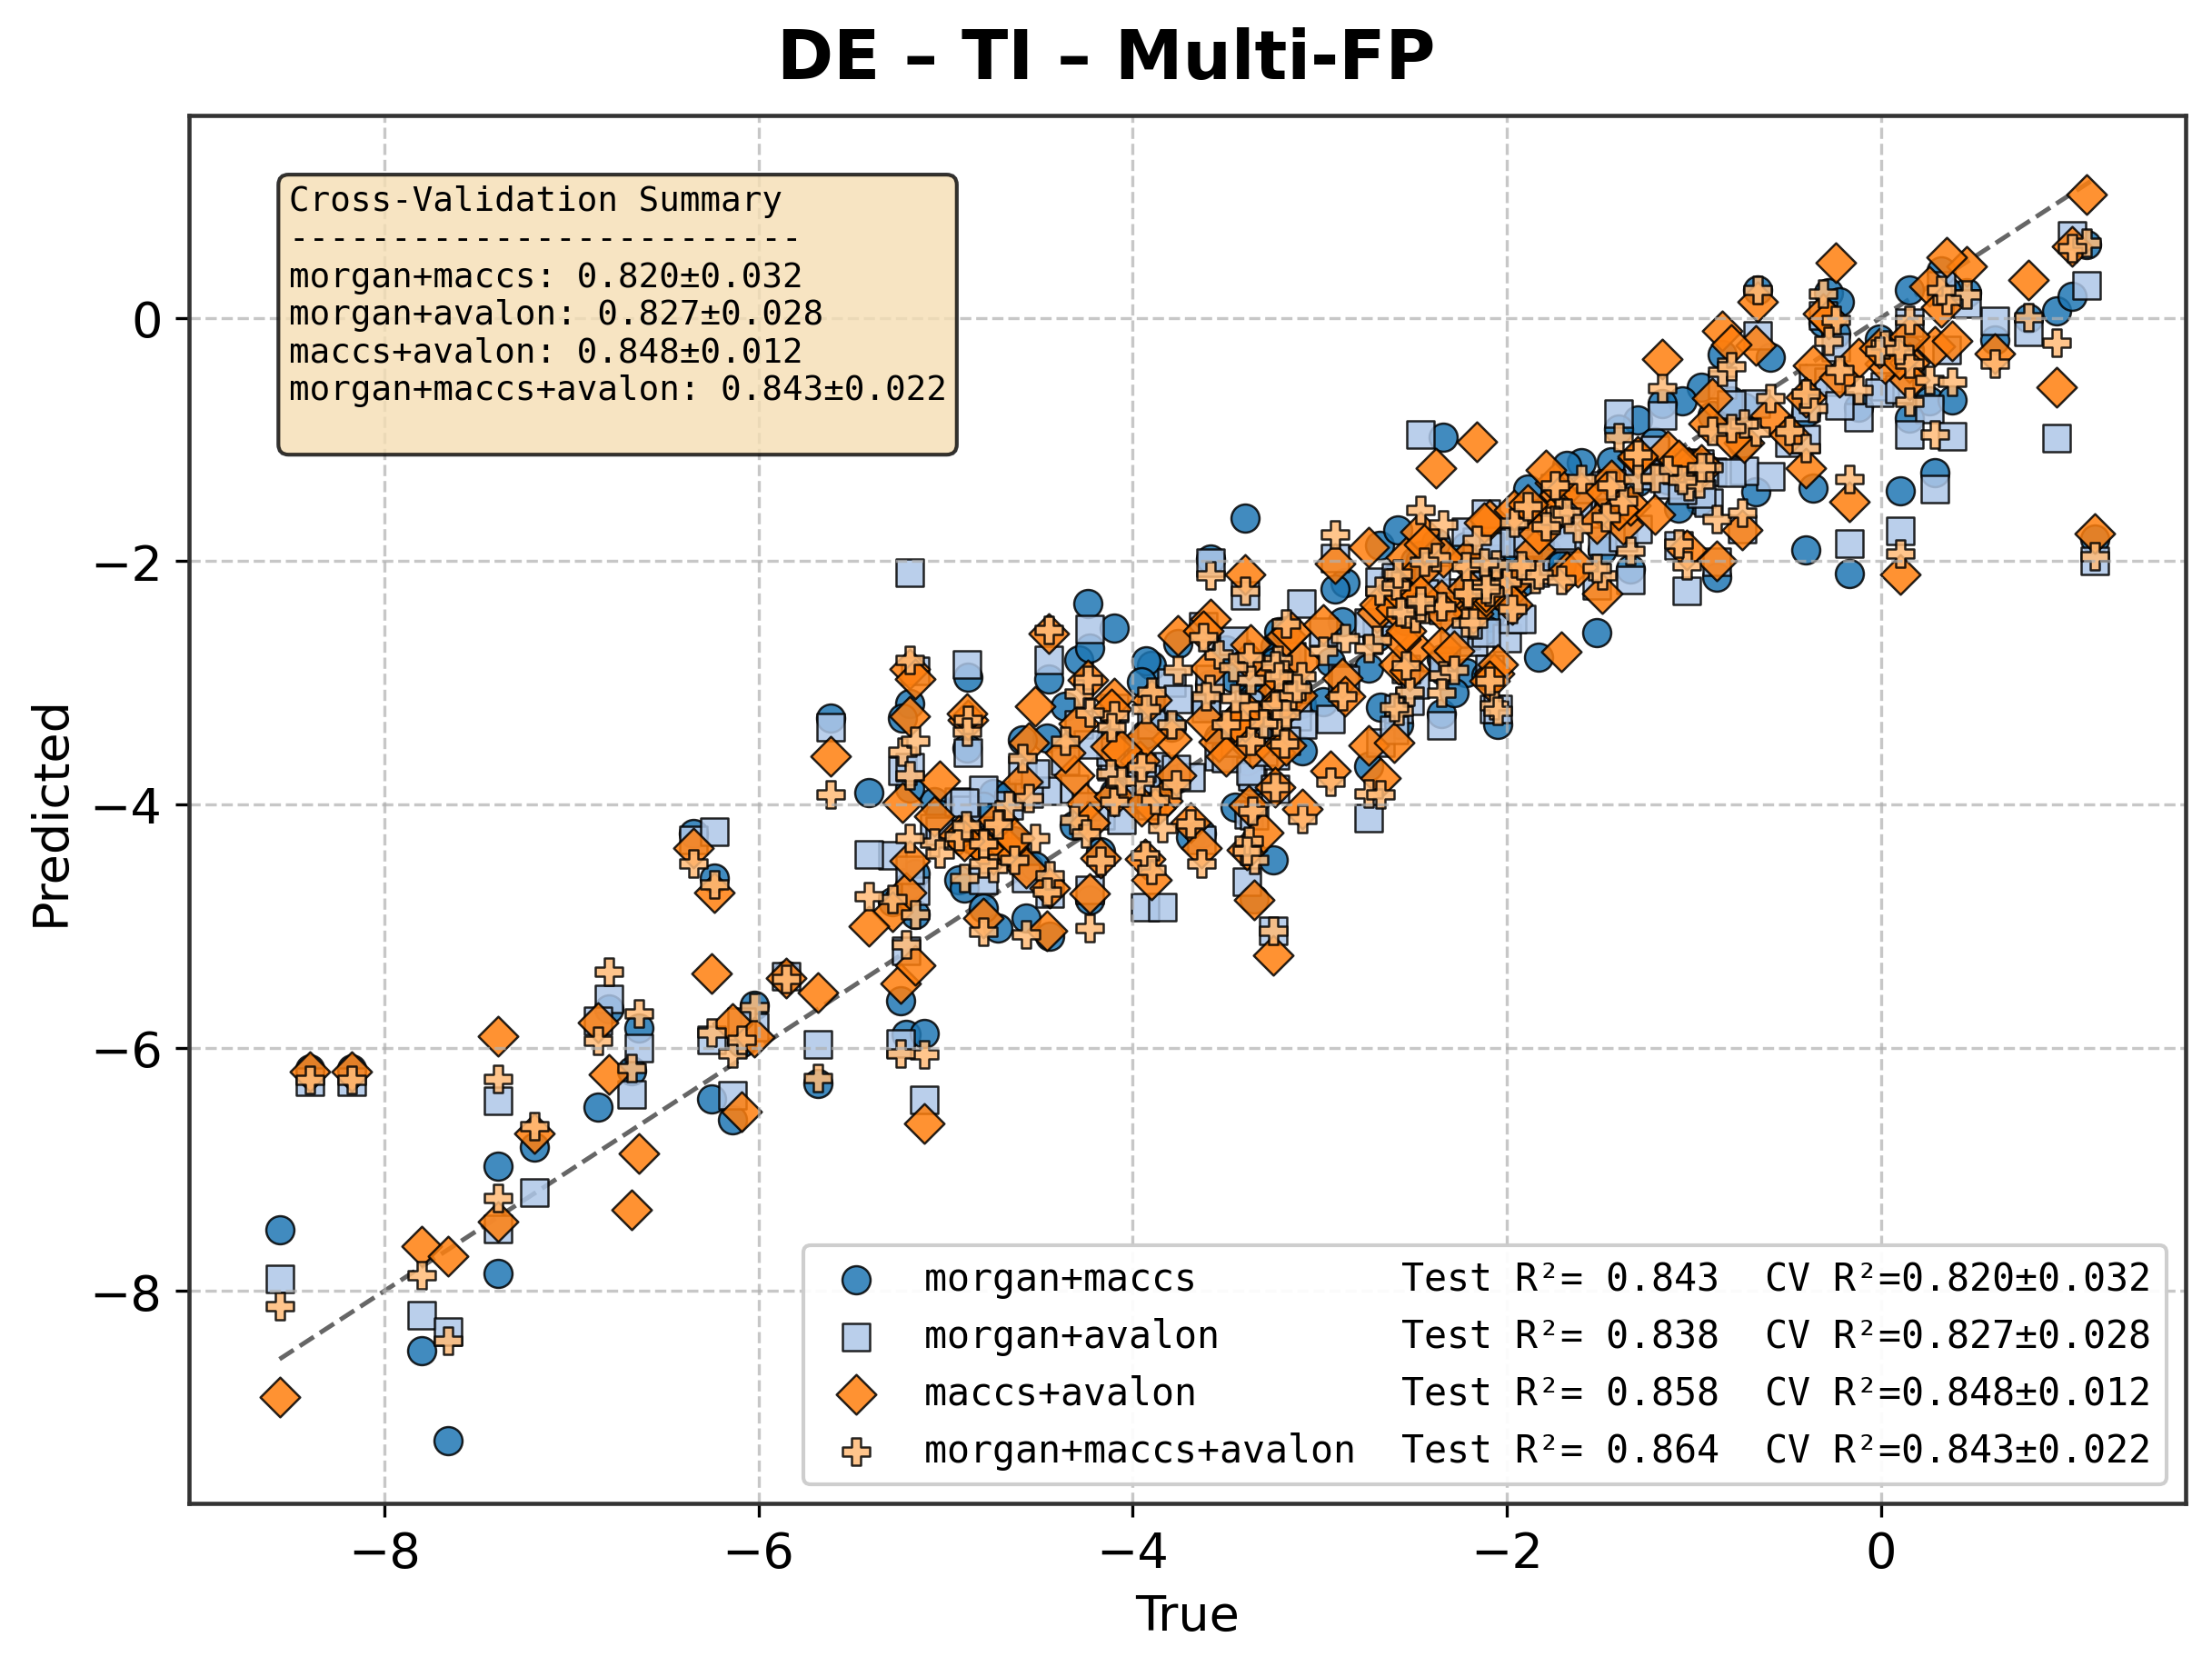 DE – TI – Multi-FP
Cross-Validation Summary
-------------------------
morgan+maccs: 0.820±0.032
morgan+avalon: 0.827±0.028
maccs+avalon: 0.848±0.012
morgan+maccs+avalon: 0.843±0.022
Predicted
0
−2
−4
−6
−8
morgan+maccs Test R²= 0.843 CV R²=0.820±0.032
morgan+avalon Test R²= 0.838 CV R²=0.827±0.028
maccs+avalon Test R²= 0.858 CV R²=0.848±0.012
morgan+maccs+avalon Test R²= 0.864 CV R²=0.843±0.022
−8 −6 −4 −2 0
True